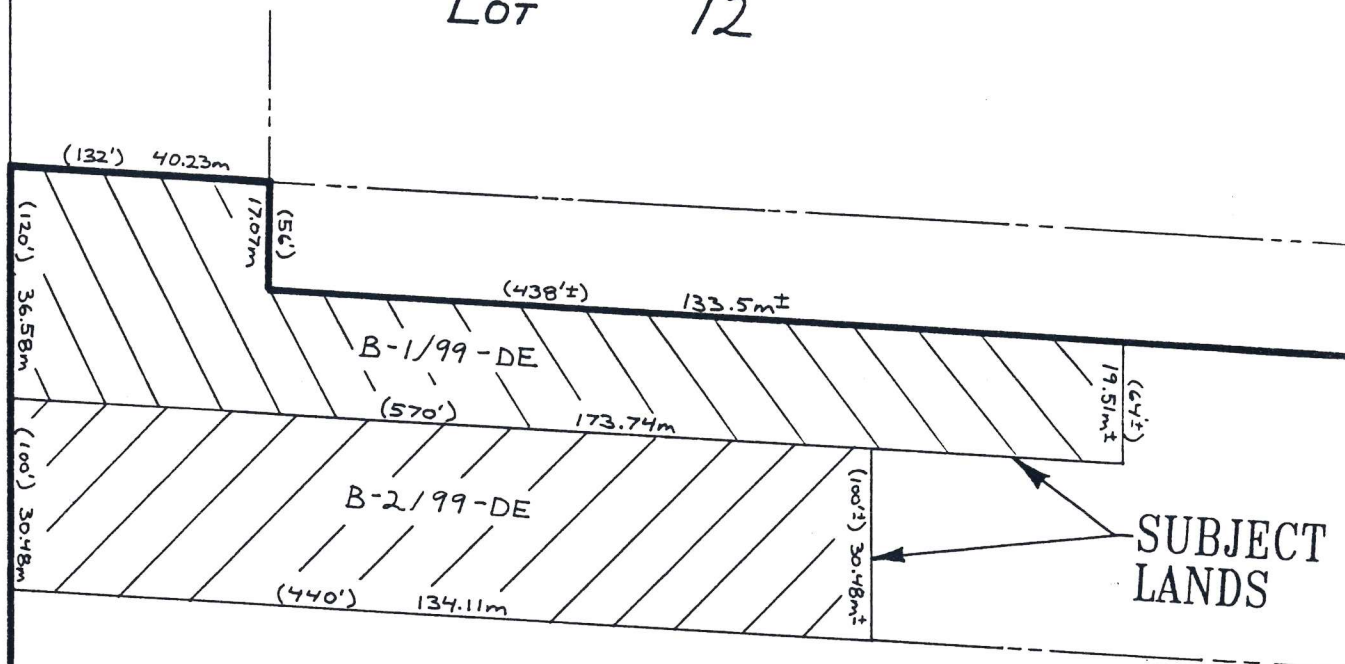 LOT 12
(132') 40.23m
(56')
17.07m
(120') 36.58m
(438'±) 133.5m±
B-1/99-DE
(64'±)
19.51m±
(570') 173.74m
(100') 30.48m
B-2/99-DE
(100'±) 30.48m±
SUBJECT
LANDS
(440') 134.11m